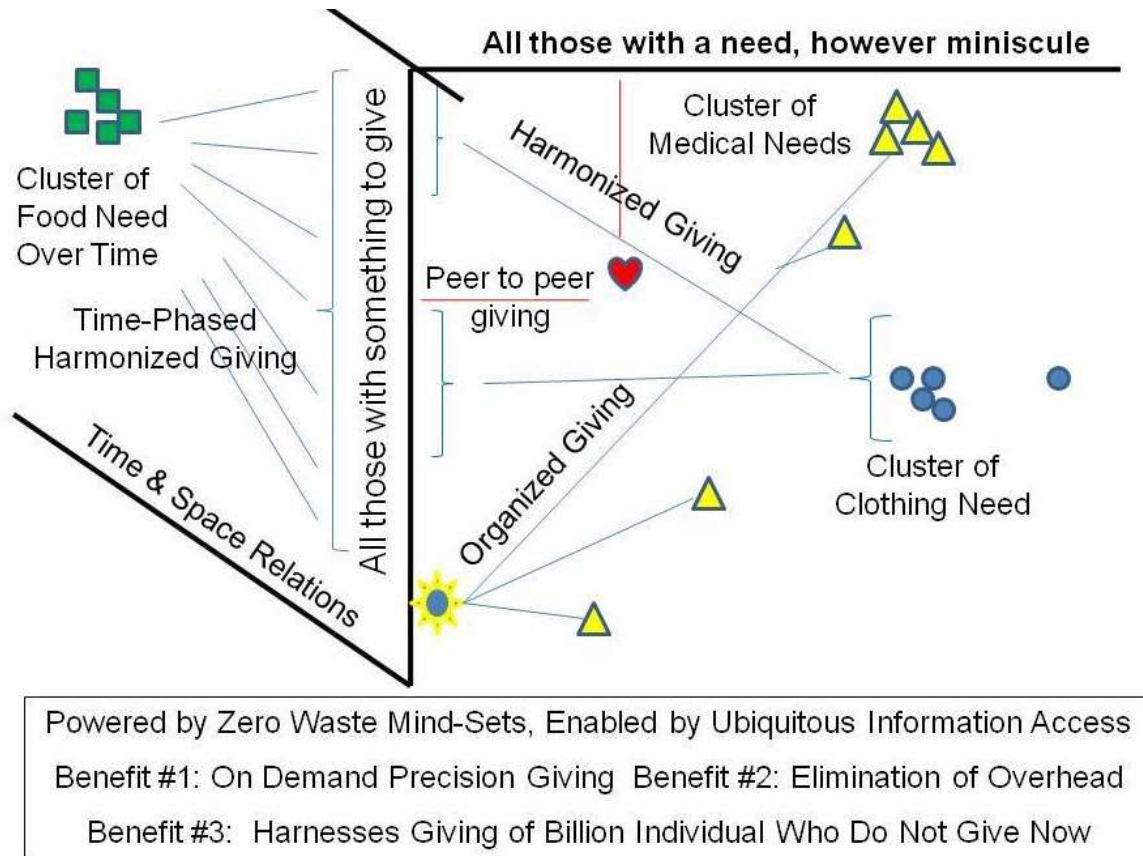 All those with a need, however miniscule
Cluster of
Food Need
Over Time
Time-Phased
Harmonized Giving
Time & Space Relations
All those with something to give
Harmonized Giving
Cluster of
Medical Needs
Peer to peer
giving
Organized Giving
Cluster of
Clothing Need
Powered by Zero Waste Mind-Sets, Enabled by Ubiquitous Information Access
Benefit #1: On Demand Precision Giving Benefit #2: Elimination of Overhead
Benefit #3: Harnesses Giving of Billion Individual Who Do Not Give Now